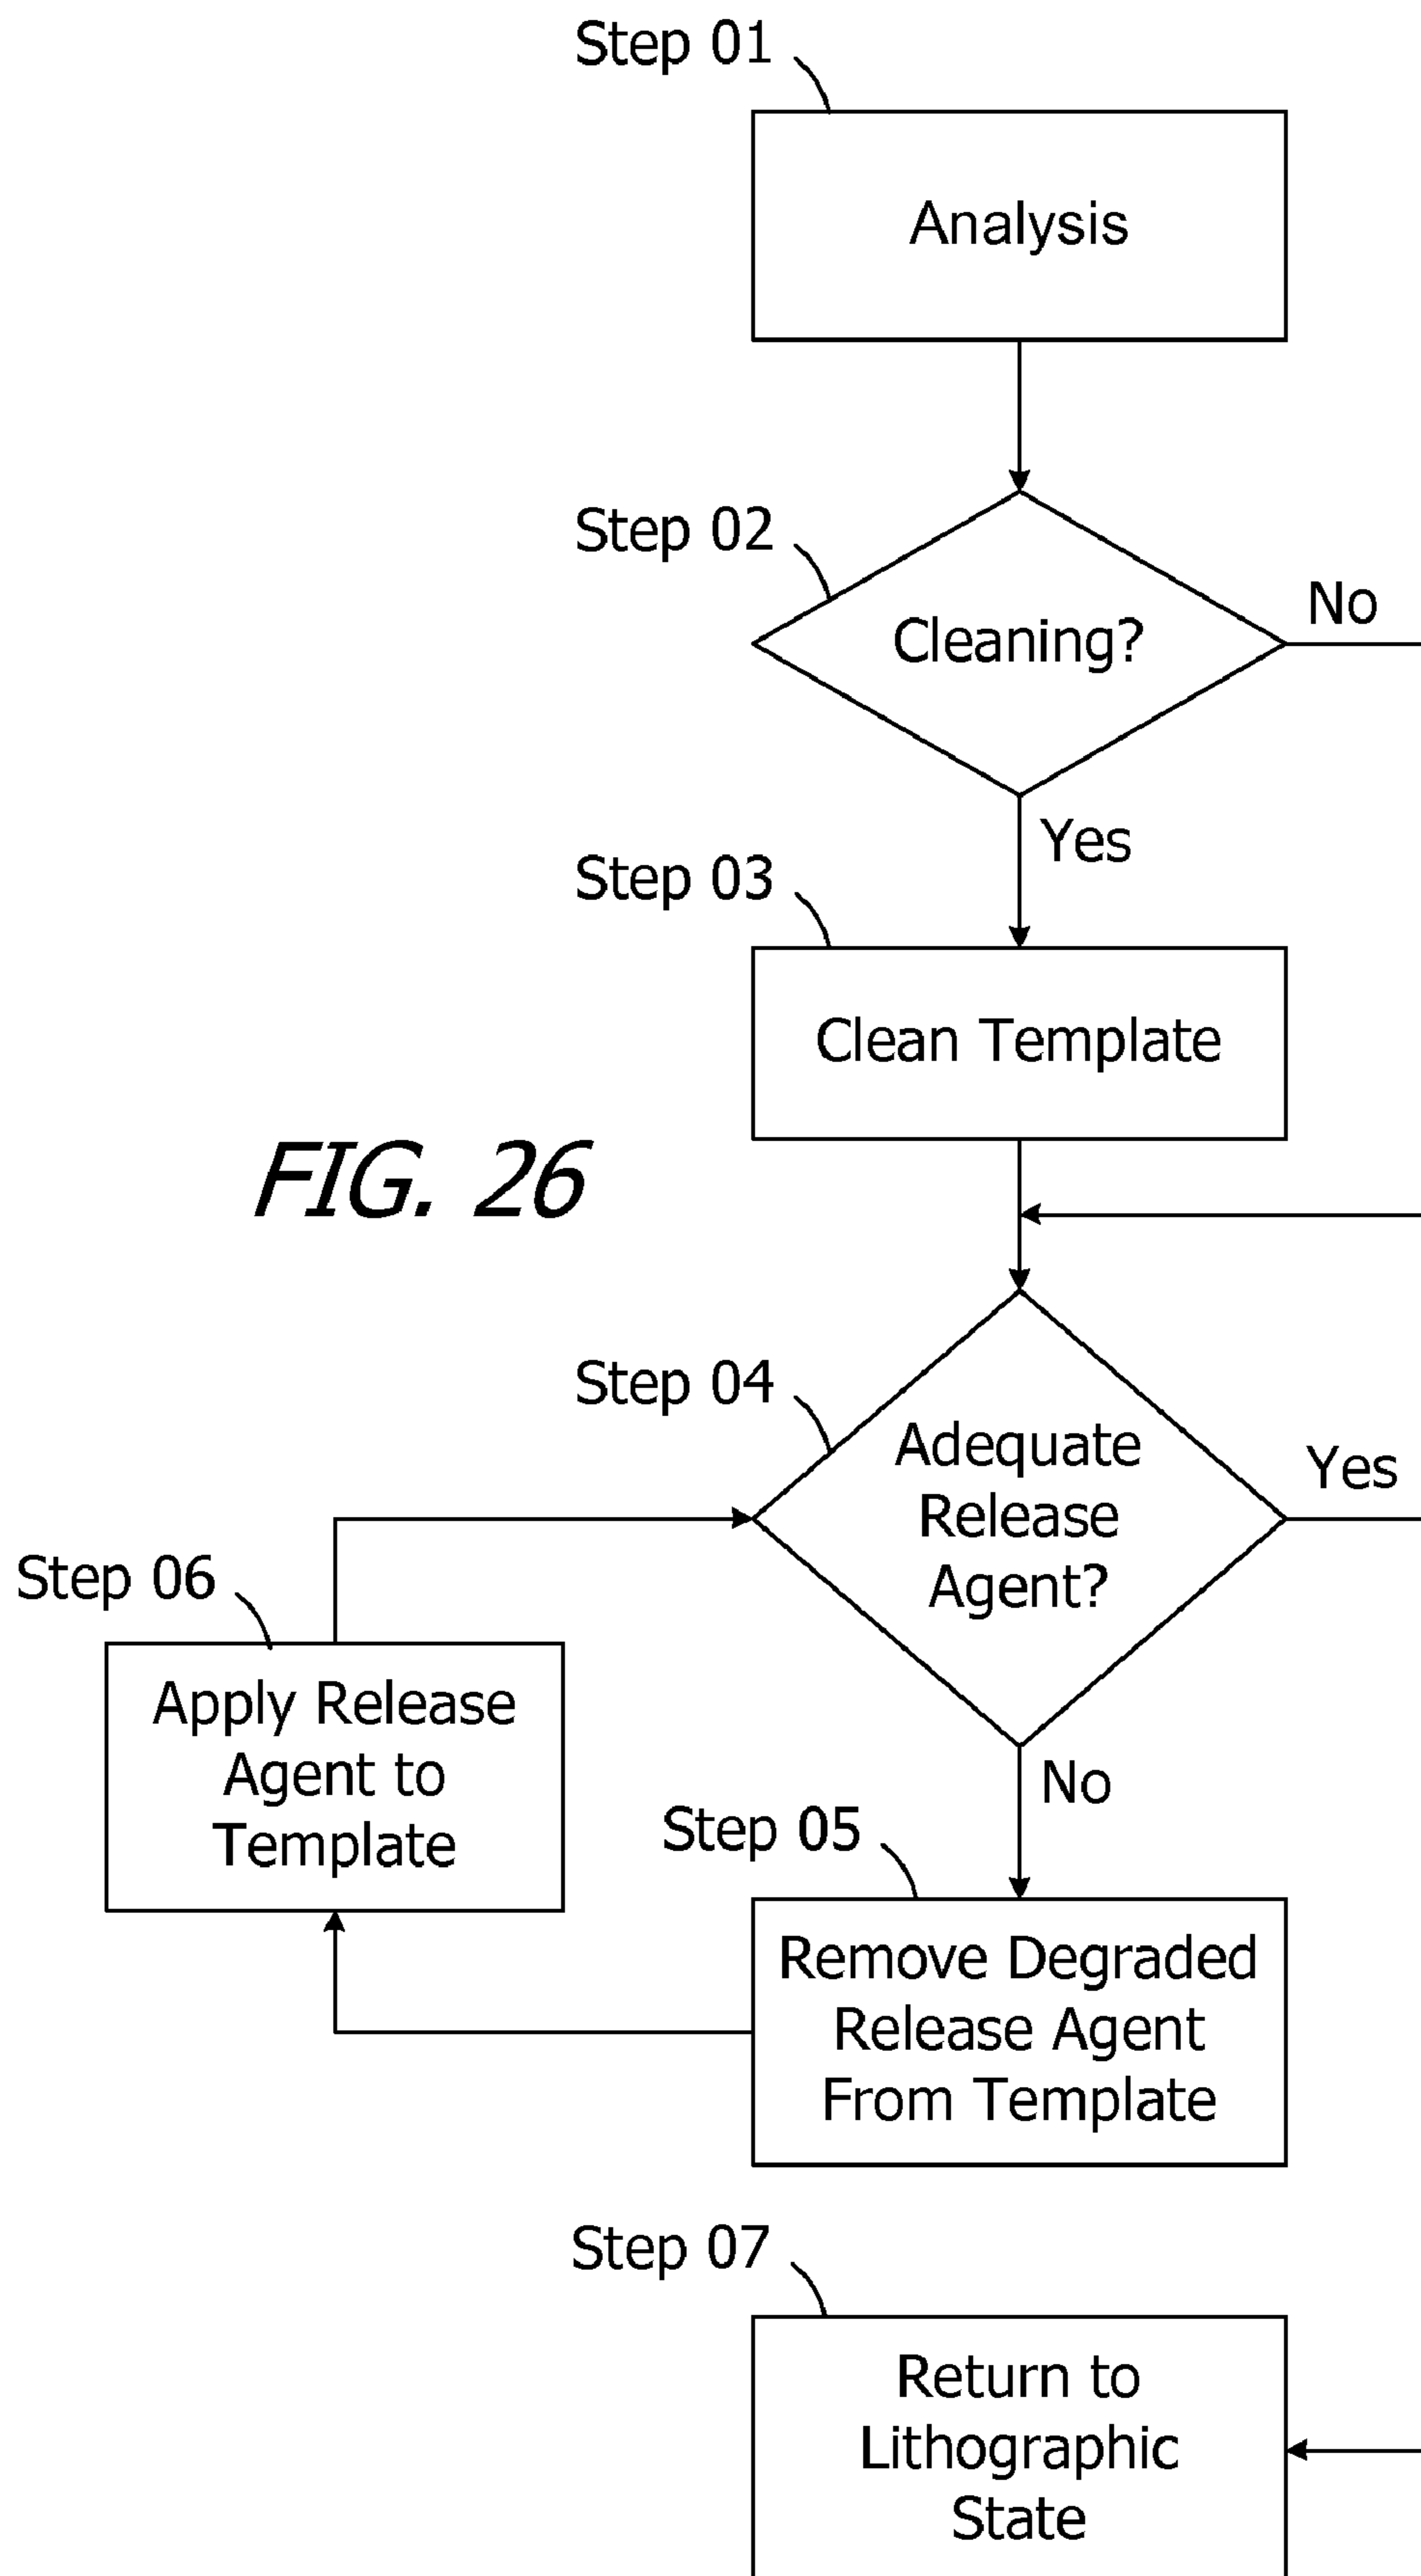 Step 01
Analysis
Step 02
Cleaning?
No
Yes
Step 03
Clean Template
FIG. 26
Step 04
Adequate
Release
Agent?
Yes
Step 06
Apply Release
Agent to
Template
No
Step 05
Remove Degraded
Release Agent
From Template
Step 07
Return to
Lithographic
State